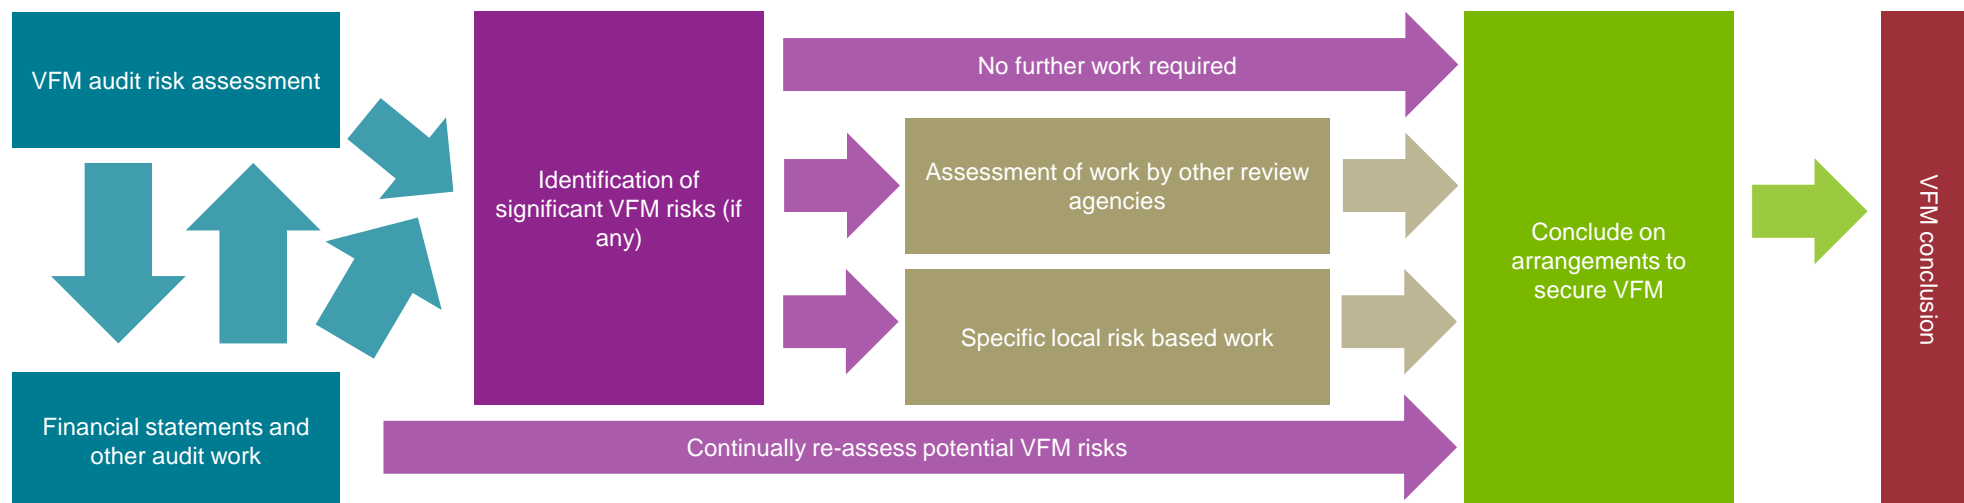 VFM audit risk assessment
Financial statements and
other audit work
Identification of
significant VFM risks (if
any)
No further work required
Assessment of work by other review
agencies
Specific local risk based work
Continually re-assess potential VFM risks
Conclude on
arrangements to
secure VFM
VFM conclusion